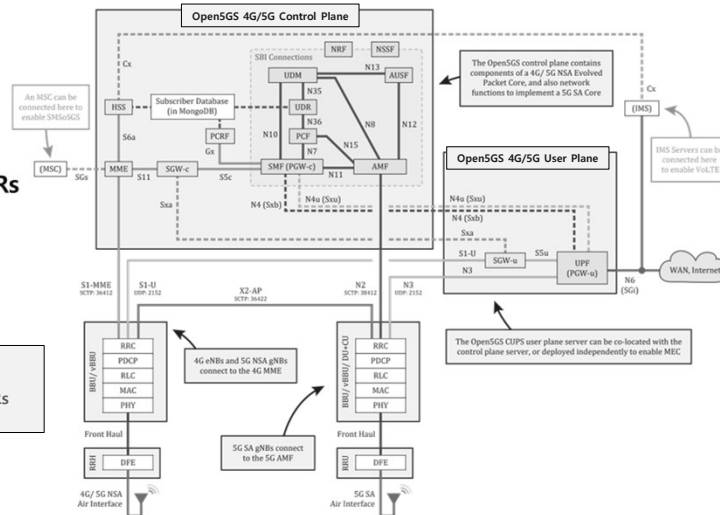 Open5GS 4G/5G Control Plane
NRF
NSSF
SBI Connections
Cx
N13
UDM
AUSF
N35
The Open5GS control plane contains
components of a 4G/ 5G NSA Evolved
Packet Core, and also network
functions to implement a 5G SA Core
Cx
An MSC can be
connected here to
enable SMSoSGS
HSS
Subscriber Database
(in MongoDB)
UDR
(IMS)
N36
N10
N8
N12
S6a
PCRF
PCF
N15
Gx
N7
IMS Servers can be
connected here
to enable VoLTE
Open5GS 4G/5G User Plane
(MSC)
SGs
MME
S11
SGW-c
S5c
SMF (PGW-c)
N11
AMF
Rs
Sxa
N4u (Sxu)
N4 (Sxb)
N4u (Sxu)
N4 (Sxb)
Sxa
S1-U
SGW-u
S5u
UPF
(PGW-u)
N3
WAN, Internet
N6
(SGi)
S1-MME
SCTP: 36412
S1-U
UDP: 2152
X2-AP
SCTP: 36422
N2
SCTP: 38412
N3
UDP: 2152
BBU/ vBBU
RRC
PDCP
RLC
MAC
PHY
4G eNBs and 5G NSA gNBs
connect to the 4G MME
BBU/ vBBU/ DU+CU
RRC
PDCP
RLC
MAC
PHY
The Open5GS CUPS user plane server can be co-located with the
control plane server, or deployed independently to enable MEC
s
Front Haul
Front Haul
5G SA gNBs connect
to the 5G AMF
RRH
DFE
RRU
DFE
4G/ 5G NSA
Air Interface
5G SA
Air Interface